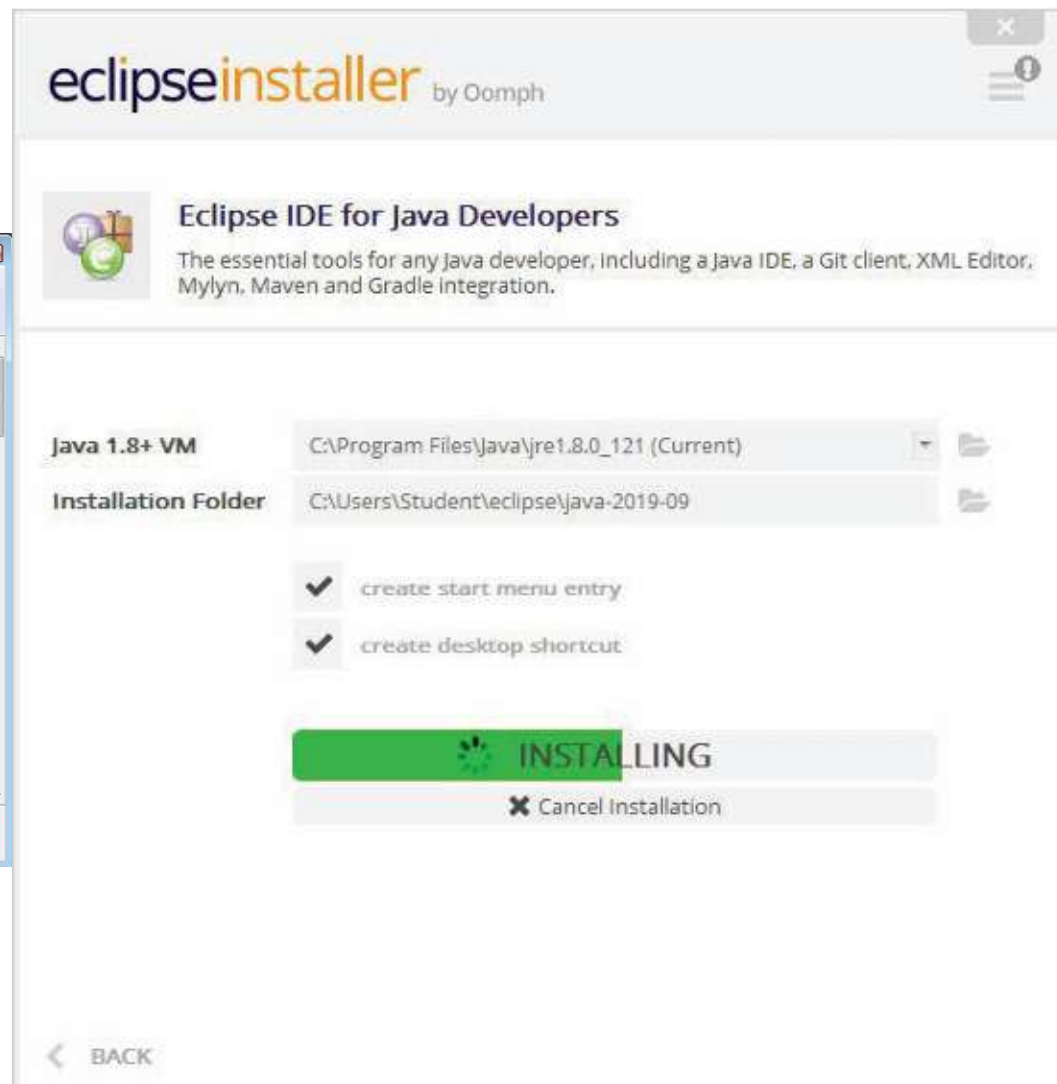 eclipseinstaller by Oomph
Eclipse IDE for Java Developers
The essential tools for any Java developer, including a Java IDE, a Git client, XML Editor,
Mylyn, Maven and Gradle integration.
Java 1.8+ VM C:\Program Files\Java\jre1.8.0_121 (Current)
Installation Folder C:\Users\Student\eclipse\java-2019-09
create start menu entry
create desktop shortcut
INSTALLING
Cancel Installation
BACK